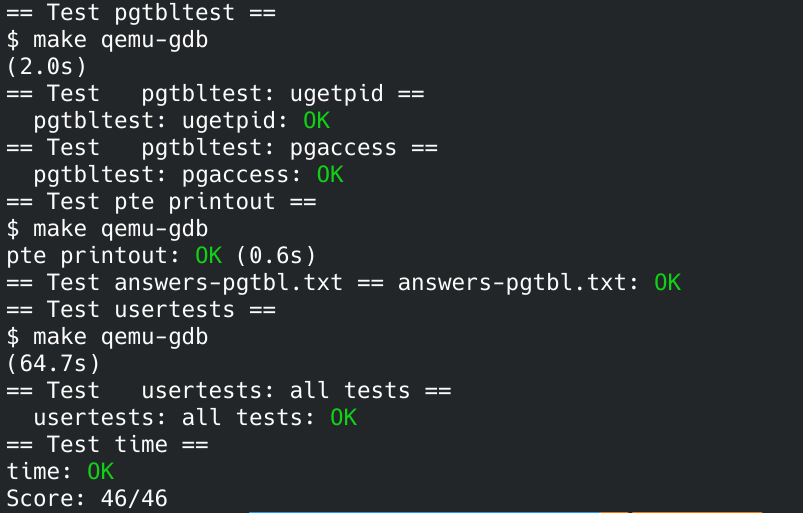 == Test pgtbltest ==
$ make qemu-gdb
(2.0s)
== Test   pgtbltest: ugetpid ==
  pgtbltest: ugetpid: OK
== Test   pgtbltest: pgaccess ==
  pgtbltest: pgaccess: OK
== Test pte printout ==
$ make qemu-gdb
pte printout: OK (0.6s)
== Test answers-pgtbl.txt == answers-pgtbl.txt: OK
== Test usertests ==
$ make qemu-gdb
(64.7s)
== Test   usertests: all tests ==
  usertests: all tests: OK
== Test time ==
time: OK
Score: 46/46